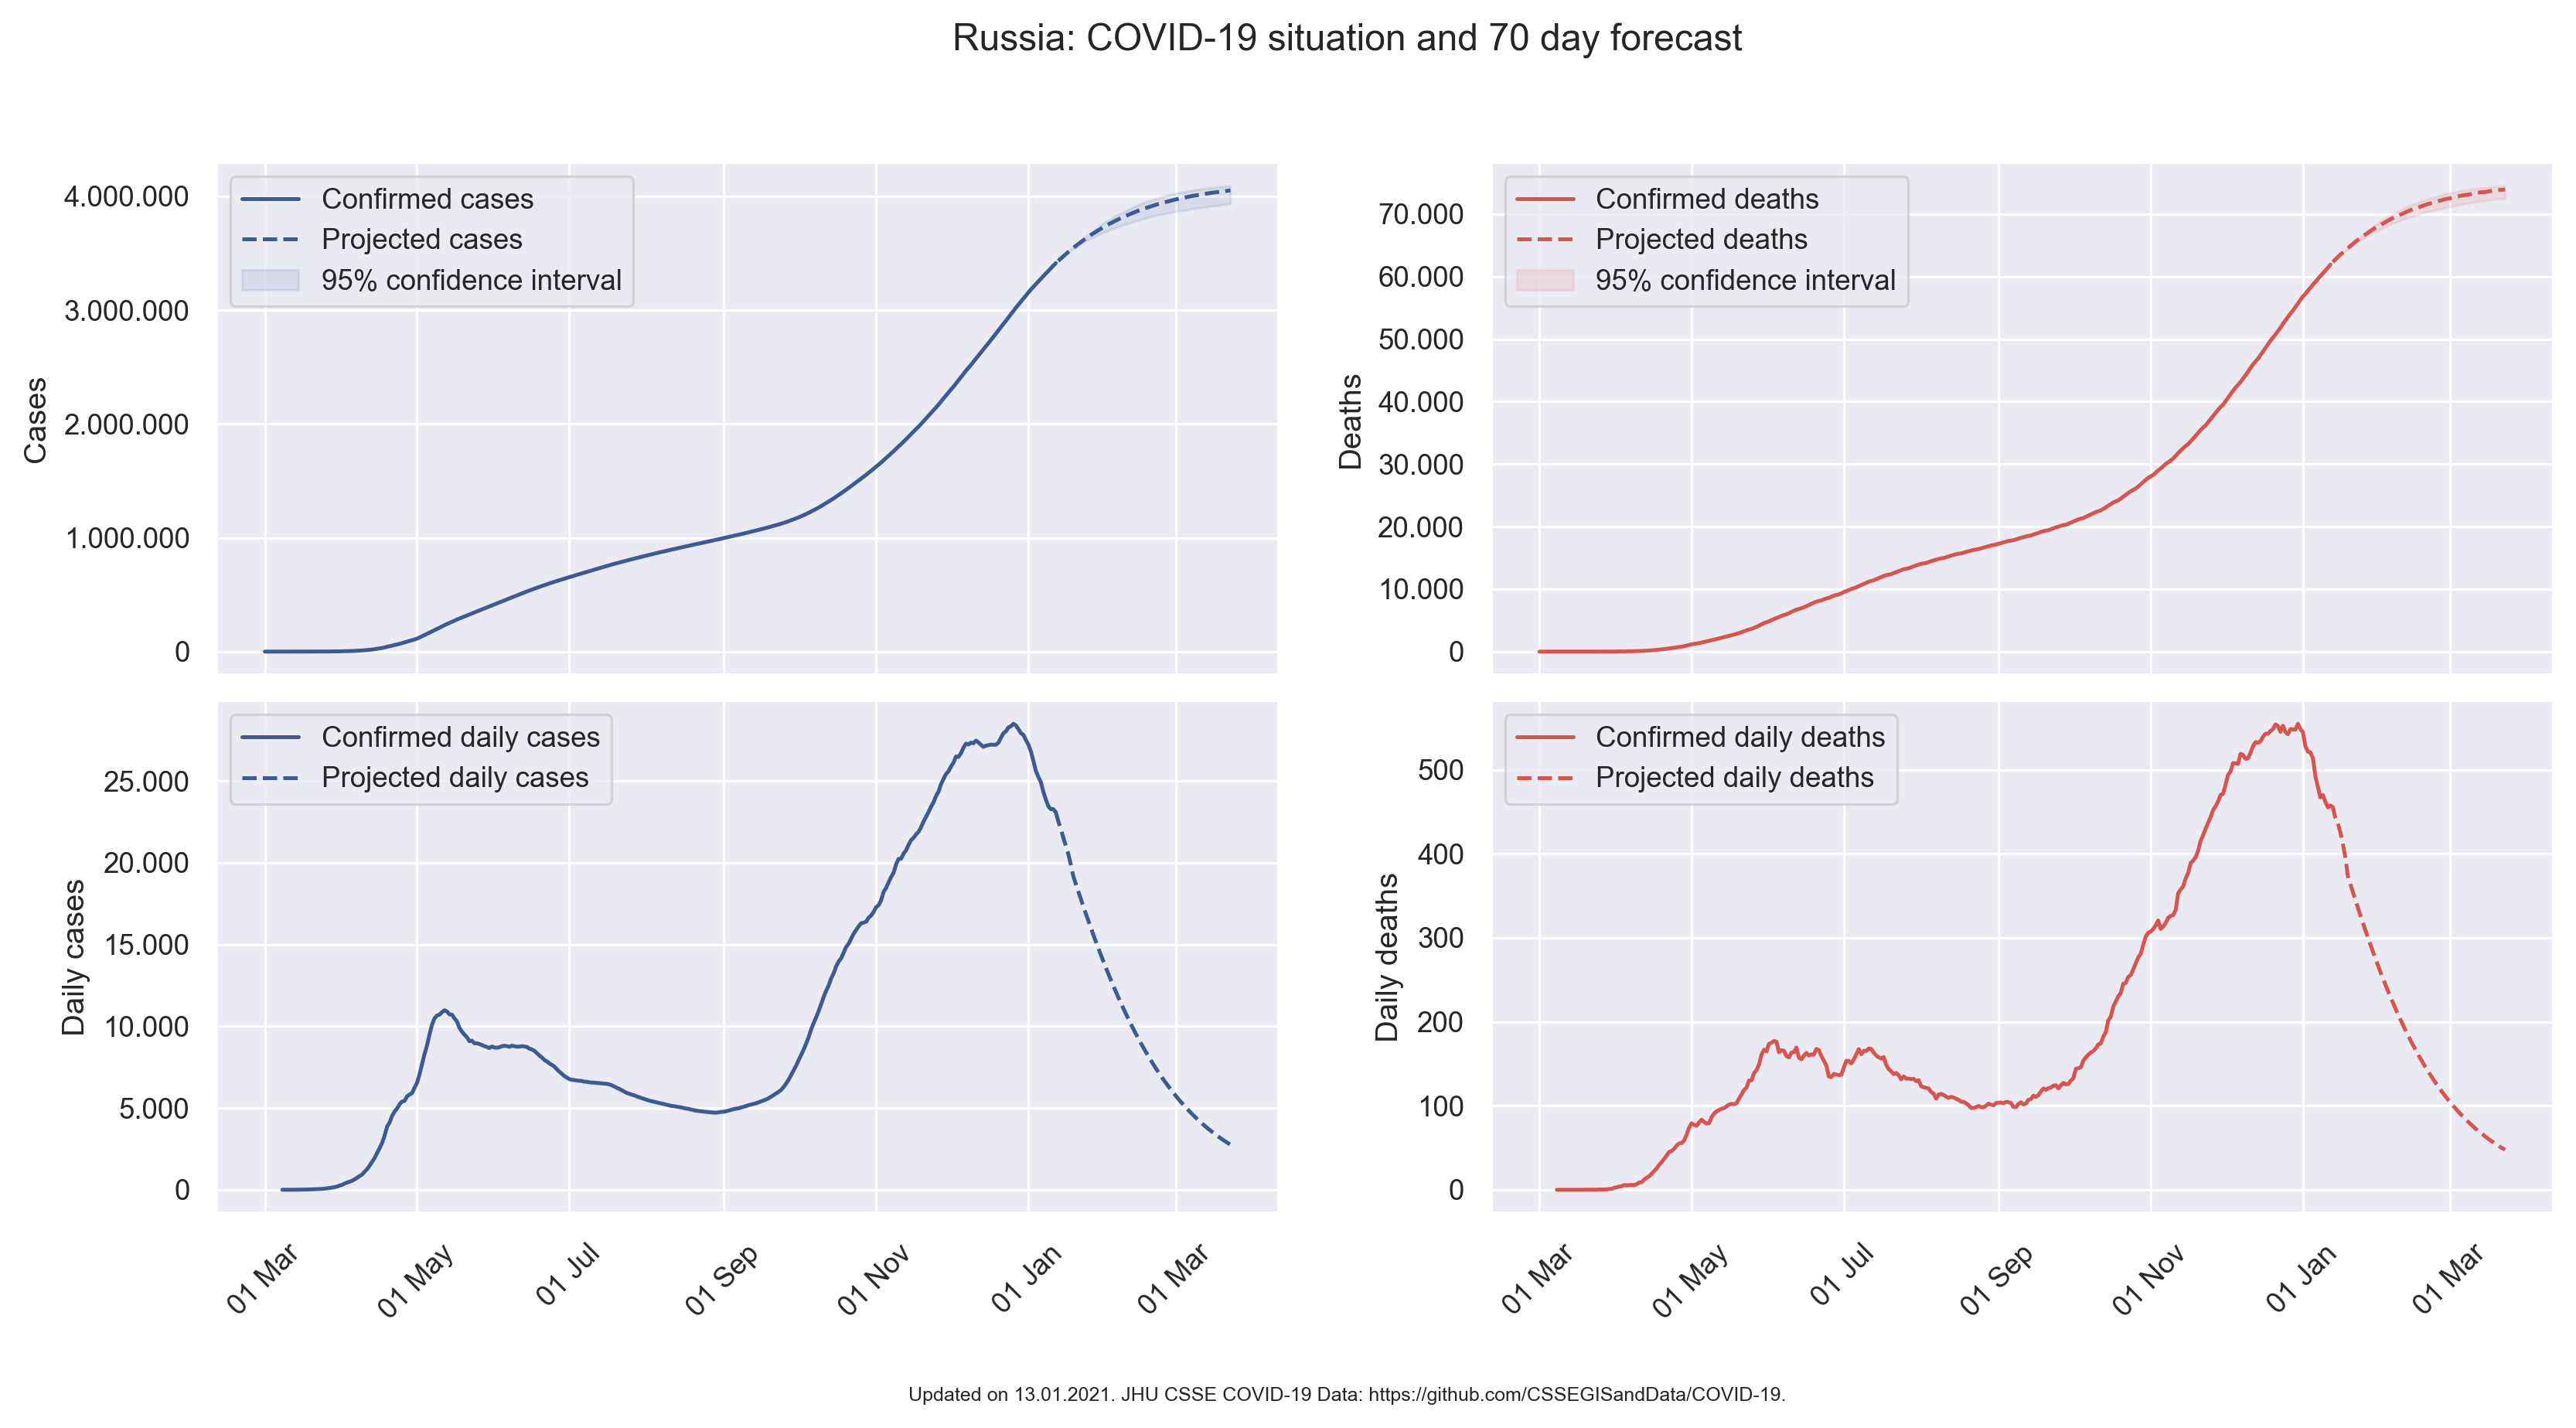 Russia: COVID-19 situation and 70 day forecast
Cases
4.000.000
3.000.000
2.000.000
1.000.000
0
Confirmed cases
Projected cases
95% confidence interval
Deaths
70.000
60.000
50.000
40.000
30.000
20.000
10.000
0
Confirmed deaths
Projected deaths
95% confidence interval
Daily cases
25.000
20.000
15.000
10.000
5.000
0
Confirmed daily cases
Projected daily cases
01 Mar
01 May
01 Jul
01 Sep
01 Nov
01 Jan
01 Mar
Daily deaths
500
400
300
200
100
0
Confirmed daily deaths
Projected daily deaths
01 Mar
01 May
01 Jul
01 Sep
01 Nov
01 Jan
01 Mar
Updated on 13.01.2021. JHU CSSE COVID-19 Data: https://github.com/CSSEGISandData/COVID-19.